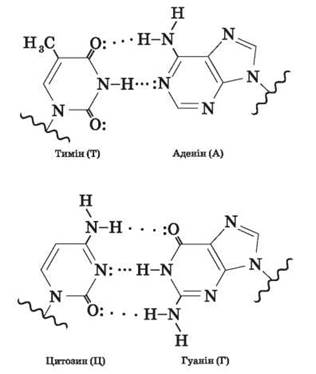 H
H₃C O: ···· H-N N
N-H ····:N N
N N
O:
Тимін (Т) Аденін (А)
H
N-H · · · :O N
N: ··· H-N N
N N
O: · · · · H-N
H
Цитозин (Ц) Гуанін (Г)